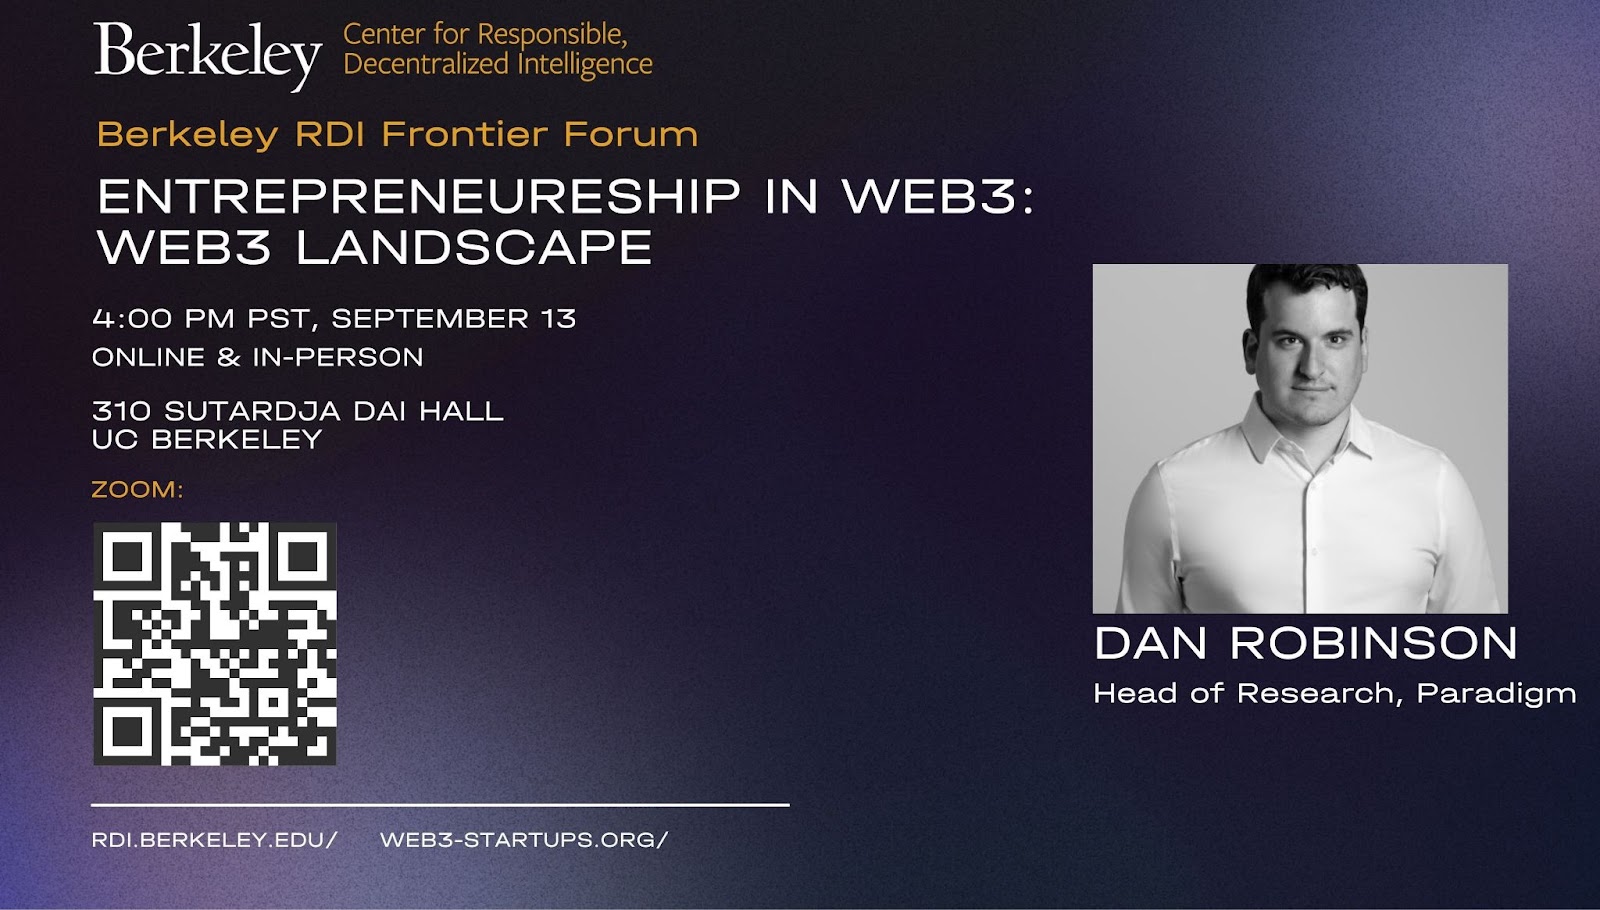 Berkeley Center for Responsible,
Decentralized Intelligence
Berkeley RDI Frontier Forum
ENTREPRENEURESHIP IN WEB3:
WEB3 LANDSCAPE
4:00 PM PST, SEPTEMBER 13
ONLINE & IN-PERSON
310 SUTARDJA DAI HALL
UC BERKELEY
ZOOM:
DAN ROBINSON
Head of Research, Paradigm
RDI.BERKELEY.EDU/ WEB3-STARTUPS.ORG/